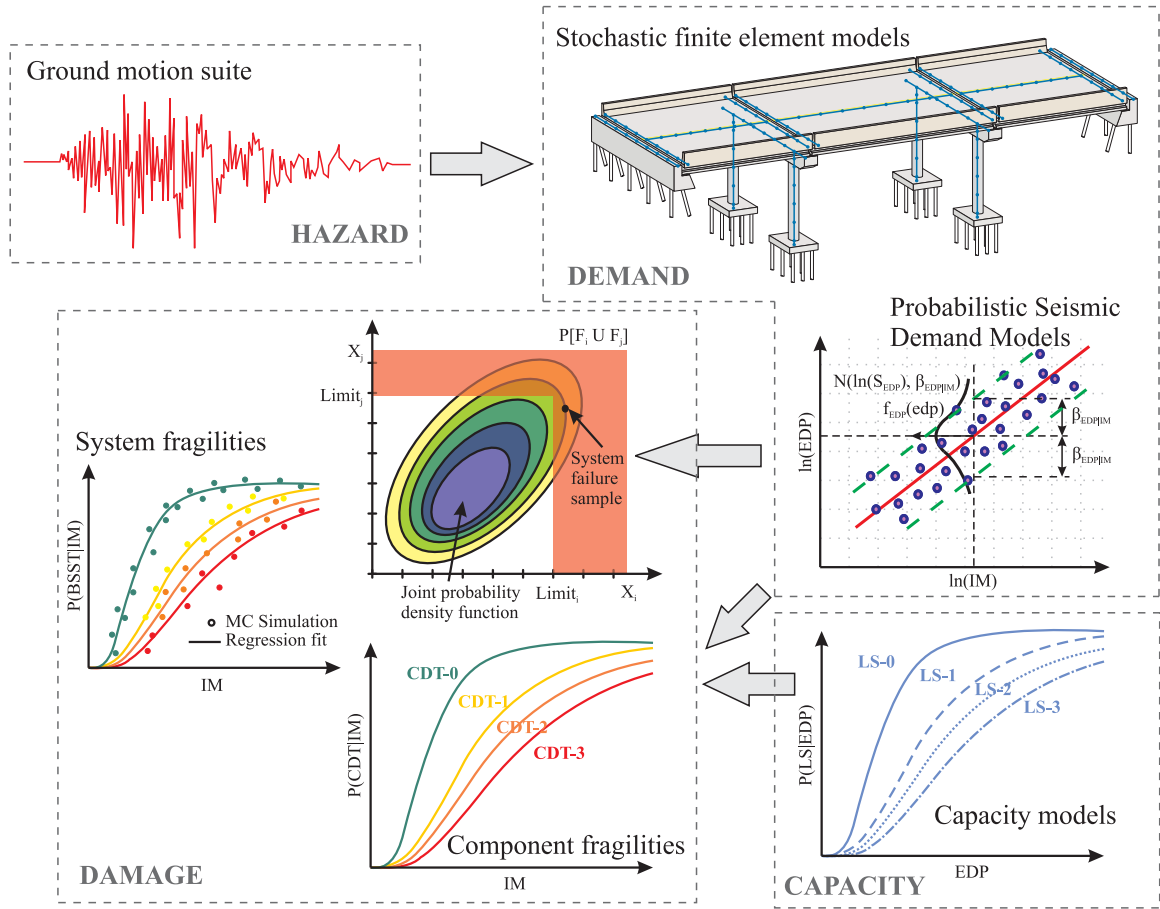 Ground motion suite
HAZARD
Stochastic finite element models
DEMAND
Probabilistic Seismic
Demand Models
N(ln(S_EDP), β_EDP|IM)
f_EDP(edp)
β_EDP|IM
β_EDP|IM
ln(EDP)
ln(IM)
P[F_i U F_j]
X_j
Limit_j
System
failure
sample
Joint probability
density function
Limit_i
X_i
System fragilities
P(BSST|IM)
MC Simulation
Regression fit
IM
CDT-0
CDT-1
CDT-2
CDT-3
P(CDT|IM)
Component fragilities
IM
DAMAGE
LS-0
LS-1
LS-2
LS-3
P(LS|EDP)
Capacity models
EDP
CAPACITY